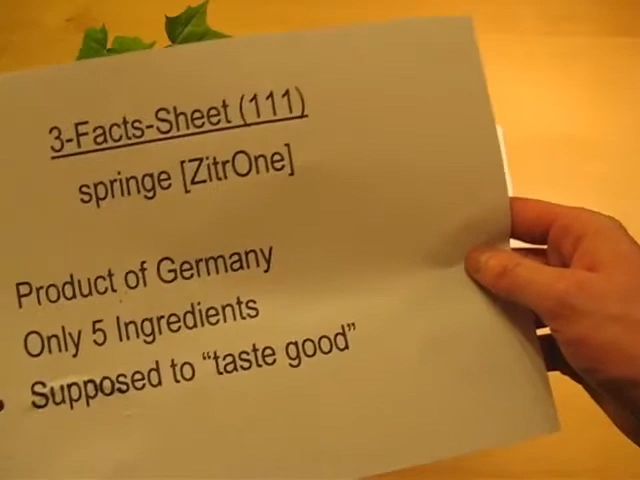 3-Facts-Sheet (111)
springe [ZitrOne]
Product of Germany
Only 5 Ingredients
• Supposed to “taste good”